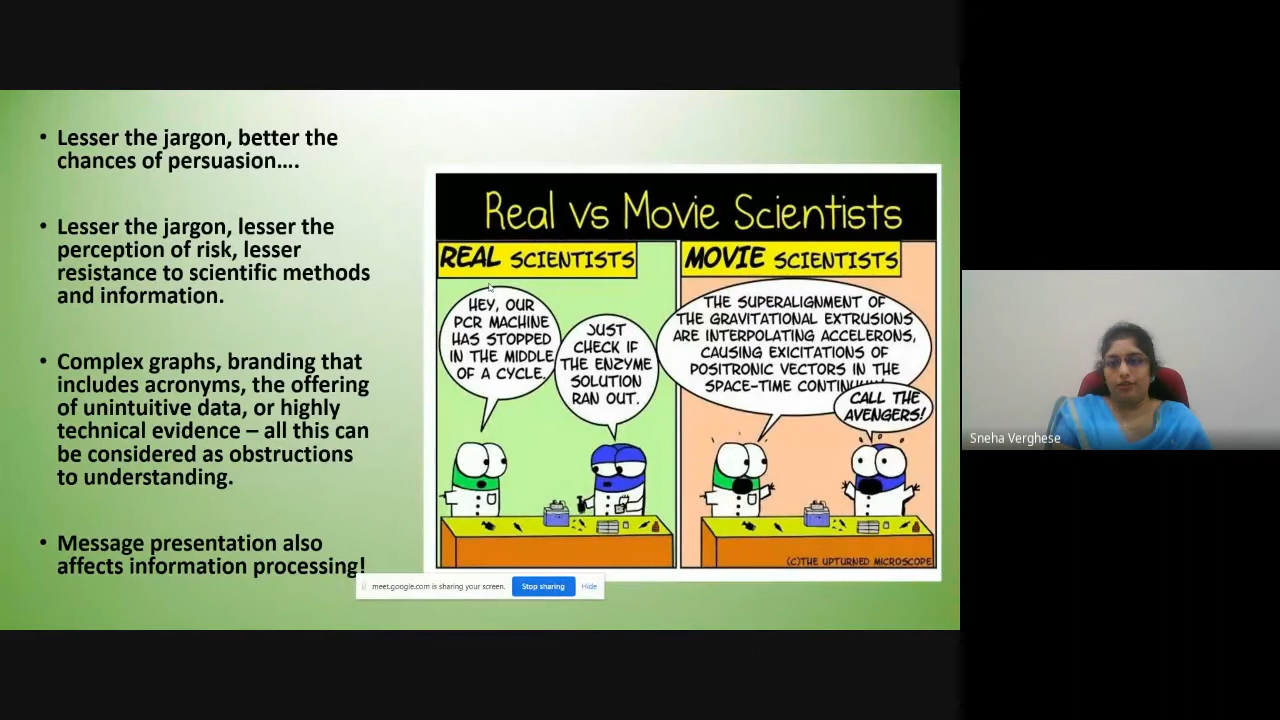 • Lesser the jargon, better the
chances of persuasion….
• Lesser the jargon, lesser the
perception of risk, lesser
resistance to scientific methods
and information.
• Complex graphs, branding that
includes acronyms, the offering
of unintuitive data, or highly
technical evidence – all this can
be considered as obstructions
to understanding.
• Message presentation also
affects information processing!
Real vs Movie Scientists
REAL SCIENTISTS
HEY, OUR
PCR MACHINE
HAS STOPPED
IN THE MIDDLE
OF A CYCLE.
JUST
CHECK IF
THE ENZYME
SOLUTION
RAN OUT.
MOVIE SCIENTISTS
THE SUPERALIGNMENT OF
THE GRAVITATIONAL EXTRUSIONS
ARE INTERPOLATING ACCELERONS,
CAUSING EXICITATIONS OF
POSITRONIC VECTORS IN THE
SPACE-TIME
CALL THE
AVENGERS!
(C)THE UPTURNED MICROSCOPE
meet.google.com is sharing your screen. Stop sharing Hide
Sneha Verghese